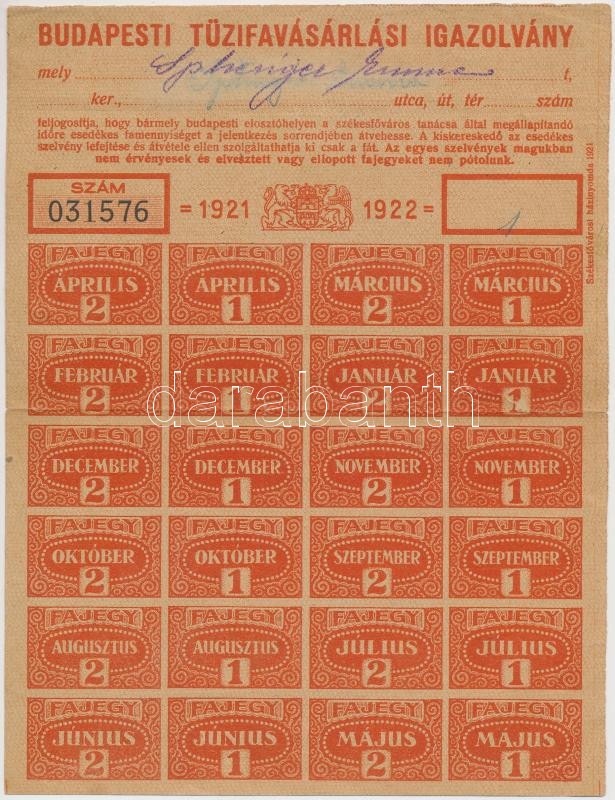 BUDAPESTI TÜZIFAVÁSÁRLÁSI IGAZOLVÁNY
mely t,
ker., utca, út, tér szám
feljogosítja, hogy bármely budapesti elosztóhelyen a székesfőváros tanácsa által megállapítandó
időre esedékes famennyiséget a jelentkezés sorrendjében átvehesse. A kiskereskedő az esedékes
szelvény lefejtése és átvétele ellen szolgáltathatja ki csak a fát. Az egyes szelvények magukban
nem érvényesek és elvesztett vagy ellopott fajegyeket nem pótolunk.
SZÁM
031576 =1921 1922= 1
Székesfővárosi házinyomda 1921
FAJEGY FAJEGY FAJEGY FAJEGY
ÁPRILIS ÁPRILIS MÁRCIUS MÁRCIUS
2 1 2 1
FAJEGY FAJEGY FAJEGY FAJEGY
FEBRUÁR FEBRUÁR JANUÁR JANUÁR
2 1 2 1
darabanth
FAJEGY FAJEGY FAJEGY FAJEGY
DECEMBER DECEMBER NOVEMBER NOVEMBER
2 1 2 1
FAJEGY FAJEGY FAJEGY FAJEGY
OKTÓBER OKTÓBER SZEPTEMBER SZEPTEMBER
2 1 2 1
FAJEGY FAJEGY FAJEGY FAJEGY
AUGUSZTUS AUGUSZTUS JÚLIUS JÚLIUS
2 1 2 1
FAJEGY FAJEGY FAJEGY FAJEGY
JÚNIUS JÚNIUS MÁJUS MÁJUS
2 1 2 1